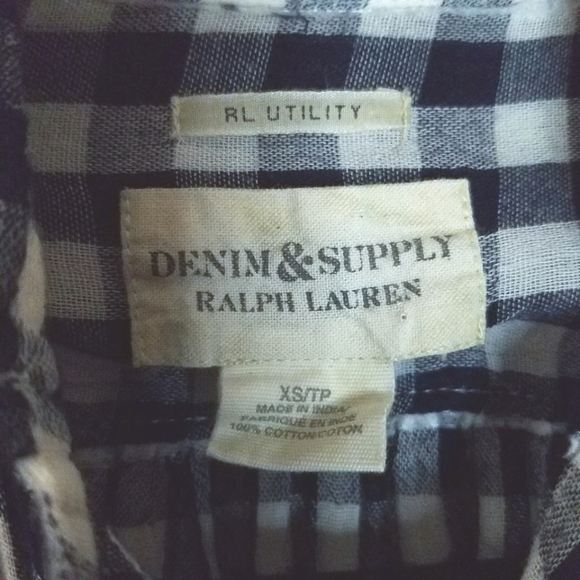 RL UTILITY
DENIM & SUPPLY
RALPH LAUREN
XS/TP
MADE IN INDIA/
FABRIQUE EN INDE
100% COTTON/COTON